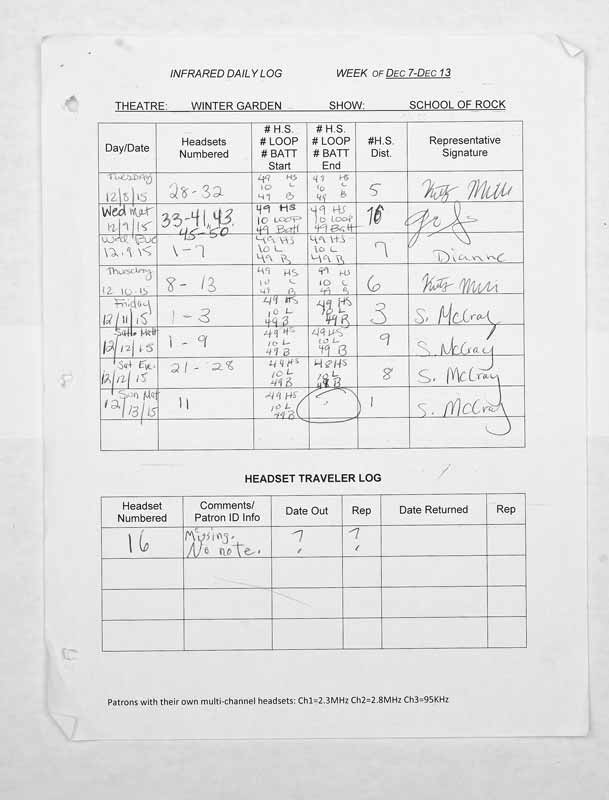 INFRARED DAILY LOG WEEK OF DEC 7-DEC 13
THEATRE: WINTER GARDEN SHOW: SCHOOL OF ROCK
Day/Date Headsets Numbered # H.S. # LOOP # BATT Start # H.S. # LOOP # BATT End #H.S. Dist. Representative Signature
Tuesday 12/8/15 28-32 49 HS 10 L 49 B 49 HS 10 L 49 B 5
Wed Mat 12/9/15 33-41, 43, 45-50 49 HS 10 LOOP 49 Batt 49 HS 10 LOOP 49 Batt 16
Wed Eve 12.9.15 1-7 49 HS 10 L 49 B 49 HS 10 L 49 B 7 Dianne
Thursday 12.10.15 8-13 49 HS 10 L 49 B 49 HS 10 L 49 B 6
Friday 12/11/15 1-3 49 HS 10 L 49 B 49 HS 10 L 49 B 3 S. McCray
12/12/15 1-9 49 HS 10 L 49 B 49 HS 10 L 49 B 9 S. McCray
Sat Eve. 12/12/15 21-28 49 HS 10 L 49 B 48 HS 10 L B 8 S. McCray
Sun Mat 12/13/15 11 49 HS 10 L 49 B 1 S. McCray
HEADSET TRAVELER LOG
Headset Numbered Comments/ Patron ID Info Date Out Rep Date Returned Rep
16 Missing. No note. ? ?
Patrons with their own multi-channel headsets: Ch1=2.3MHz Ch2=2.8MHz Ch3=95KHz